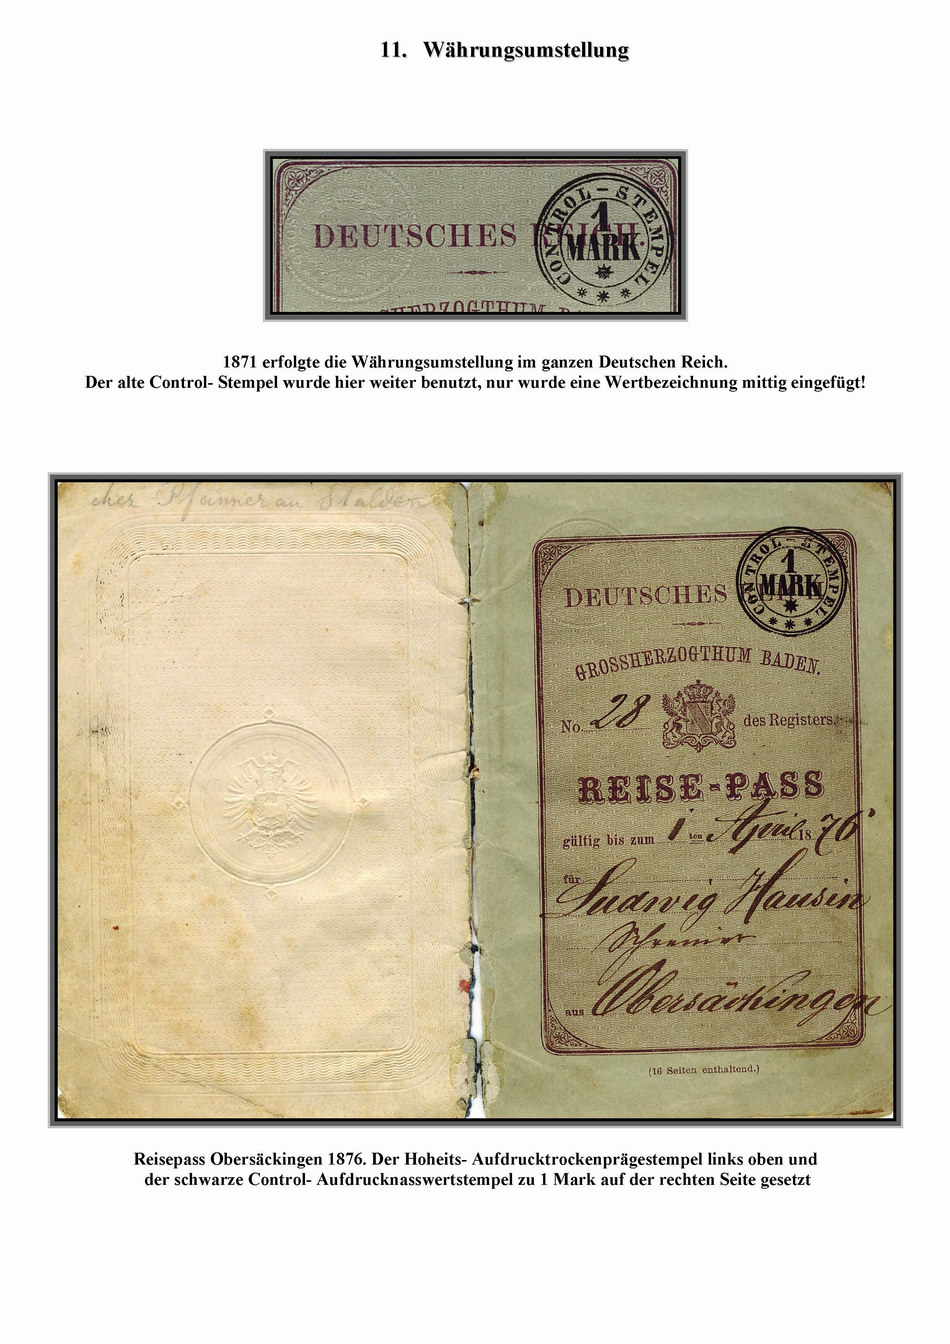 11. Währungsumstellung
DEUTSCHES REICH.
CONTROL-STEMPEL
1
MARK
SHERZOGTHUM BA
1871 erfolgte die Währungsumstellung im ganzen Deutschen Reich.
Der alte Control- Stempel wurde hier weiter benutzt, nur wurde eine Wertbezeichnung mittig eingefügt!
DEUTSCHES
CONTROL-STEMPEL
1
MARK
GROSSHERZOGTHUM BADEN.
No. 28 des Registers.
REISE-PASS
gültig bis zum 1 ten April 1876
für
Ludwig Hausin
Schreiner
aus Obersäckingen
(16 Seiten enthaltend.)
Reisepass Obersäckingen 1876. Der Hoheits- Aufdrucktrockenprägestempel links oben und
der schwarze Control- Aufdrucknasswertstempel zu 1 Mark auf der rechten Seite gesetzt